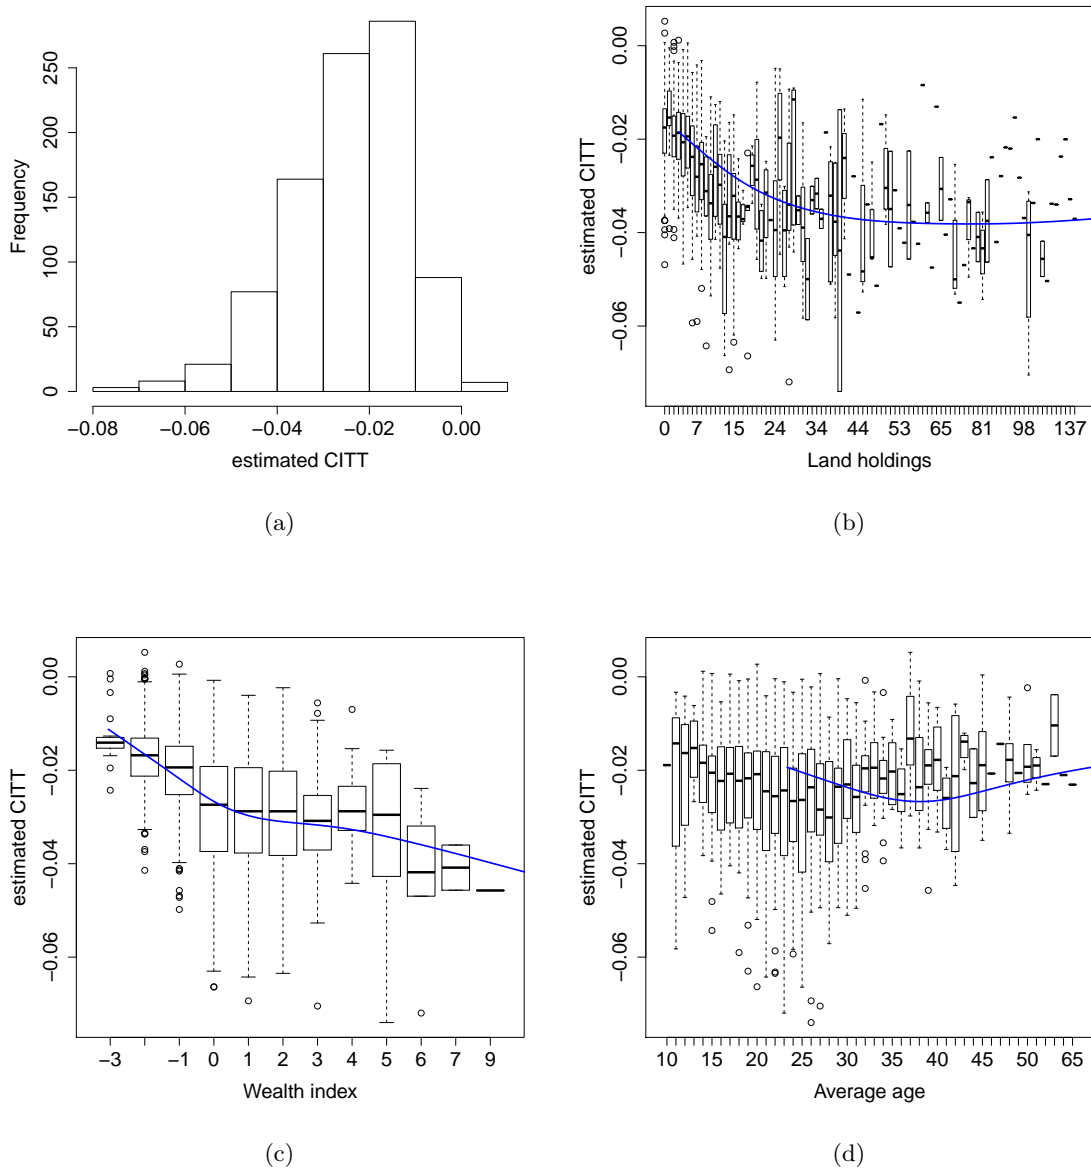 Frequency
0 50 100 150 200 250
−0.08 −0.06 −0.04 −0.02 0.00
estimated CITT
(a)
estimated CITT
−0.06 −0.04 −0.02 0.00
0 7 15 24 34 44 53 65 81 98 137
Land holdings
(b)
estimated CITT
−0.06 −0.04 −0.02 0.00
−3 −1 0 1 2 3 4 5 6 7 9
Wealth index
(c)
estimated CITT
−0.06 −0.04 −0.02 0.00
10 15 20 25 30 35 40 45 50 65
Average age
(d)